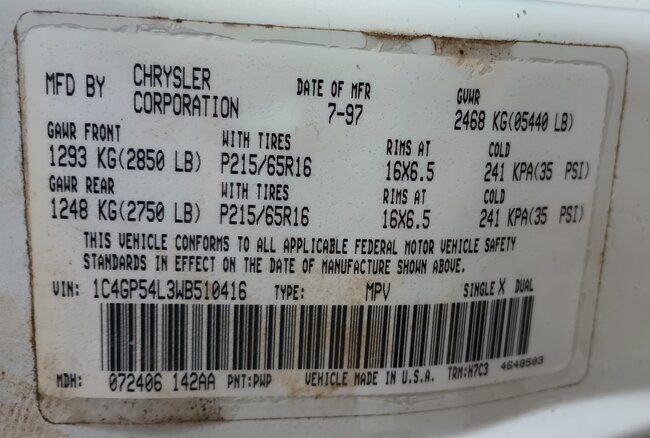 MFD BY CHRYSLER CORPORATION DATE OF MFR 7-97 GVWR 2468 KG(05440 LB)
GAWR FRONT WITH TIRES RIMS AT COLD
1293 KG(2850 LB) P215/65R16 16X6.5 241 KPA(35 PSI)
GAWR REAR WITH TIRES RIMS AT COLD
1248 KG(2750 LB) P215/65R16 16X6.5 241 KPA(35 PSI)
THIS VEHICLE CONFORMS TO ALL APPLICABLE FEDERAL MOTOR VEHICLE SAFETY
STANDARDS IN EFFECT ON THE DATE OF MANUFACTURE SHOWN ABOVE.
VIN: 1C4GP54L3WB510416 TYPE: MPV SINGLE X DUAL
MDH: 072406 142AA PNT:PWP VEHICLE MADE IN U.S.A. TRM:H7C3 4648503